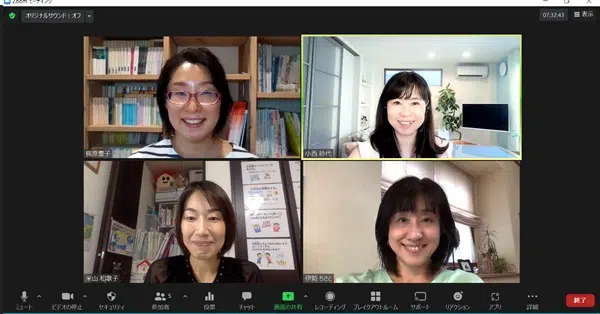 Zoom ミーティング
オリジナルサウンド:オフ
07:32:43
表示
梶原慶子
小西 紗代
米山 和歌子
伊勢 ちさと
5
ミュート
ビデオの停止
セキュリティ
参加者
投票
チャット
画面の共有
レコーディング
ブレイクアウトルーム
サポート
リアクション
アプリ
詳細
終了